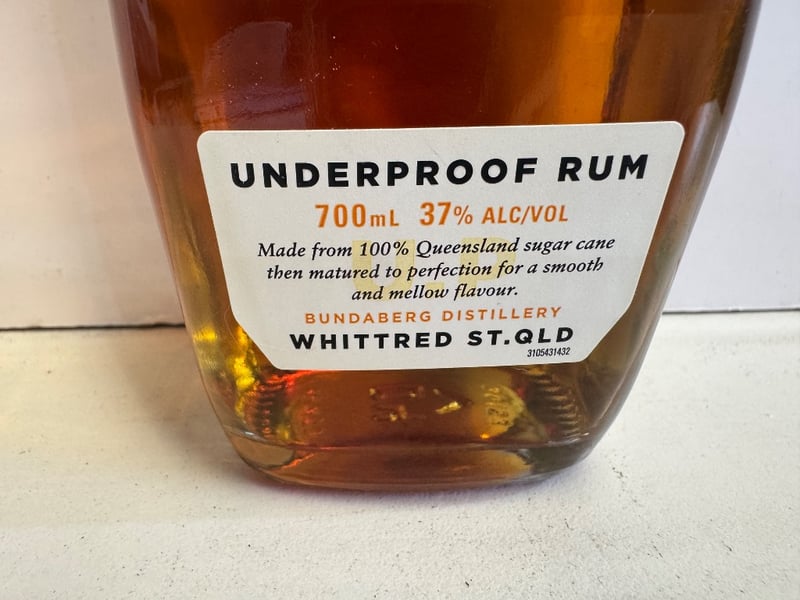 UNDERPROOF RUM
700mL 37% ALC/VOL
Made from 100% Queensland sugar cane
then matured to perfection for a smooth
and mellow flavour.
BUNDABERG DISTILLERY
WHITTRED ST.QLD
3105431432